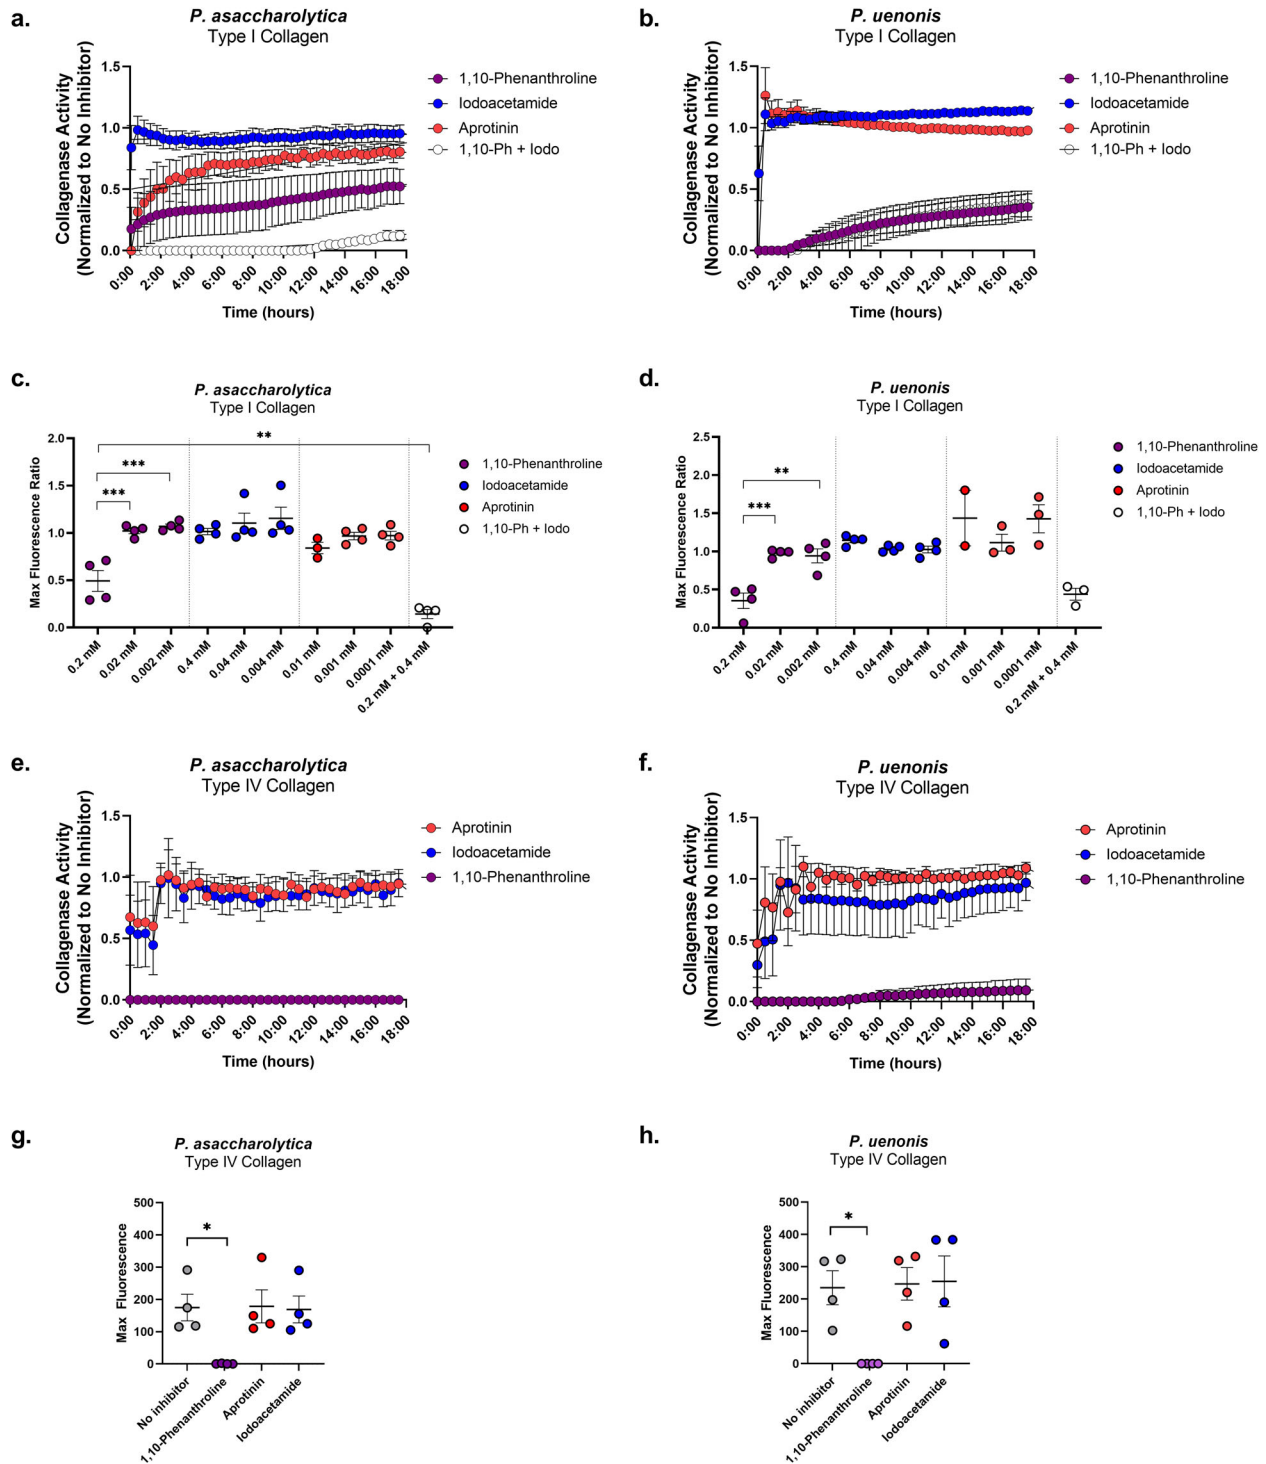 a.
P. asaccharolytica
Type I Collagen
Collagenase Activity
(Normalized to No Inhibitor)
1.5
1.0
0.5
0.0
0:00
2:00
4:00
6:00
8:00
10:00
12:00
14:00
16:00
18:00
Time (hours)
1,10-Phenanthroline
Iodoacetamide
Aprotinin
1,10-Ph + Iodo
b.
P. uenonis
Type I Collagen
Collagenase Activity
(Normalized to No Inhibitor)
1.5
1.0
0.5
0.0
0:00
2:00
4:00
6:00
8:00
10:00
12:00
14:00
16:00
18:00
Time (hours)
1,10-Phenanthroline
Iodoacetamide
Aprotinin
1,10-Ph + Iodo
c.
P. asaccharolytica
Type I Collagen
Max Fluorescence Ratio
2.0
1.5
1.0
0.5
0.0
**
***
***
0.2 mM
0.02 mM
0.002 mM
0.4 mM
0.04 mM
0.004 mM
0.01 mM
0.001 mM
0.0001 mM
0.2 mM + 0.4 mM
1,10-Phenanthroline
Iodoacetamide
Aprotinin
1,10-Ph + Iodo
d.
P. uenonis
Type I Collagen
Max Fluorescence Ratio
2.5
2.0
1.5
1.0
0.5
0.0
**
***
0.2 mM
0.02 mM
0.002 mM
0.4 mM
0.04 mM
0.004 mM
0.01 mM
0.001 mM
0.0001 mM
0.2 mM + 0.4 mM
1,10-Phenanthroline
Iodoacetamide
Aprotinin
1,10-Ph + Iodo
e.
P. asaccharolytica
Type IV Collagen
Collagenase Activity
(Normalized to No Inhibitor)
1.5
1.0
0.5
0.0
0:00
2:00
4:00
6:00
8:00
10:00
12:00
14:00
16:00
18:00
Time (hours)
Aprotinin
Iodoacetamide
1,10-Phenanthroline
f.
P. uenonis
Type IV Collagen
Collagenase Activity
(Normalized to No Inhibitor)
1.5
1.0
0.5
0.0
0:00
2:00
4:00
6:00
8:00
10:00
12:00
14:00
16:00
18:00
Time (hours)
Aprotinin
Iodoacetamide
1,10-Phenanthroline
g.
P. asaccharolytica
Type IV Collagen
Max Fluorescence
500
400
300
200
100
0
*
No inhibitor
1,10-Phenanthroline
Aprotinin
Iodoacetamide
h.
P. uenonis
Type IV Collagen
Max Fluorescence
500
400
300
200
100
0
*
No inhibitor
1,10-Phenanthroline
Aprotinin
Iodoacetamide